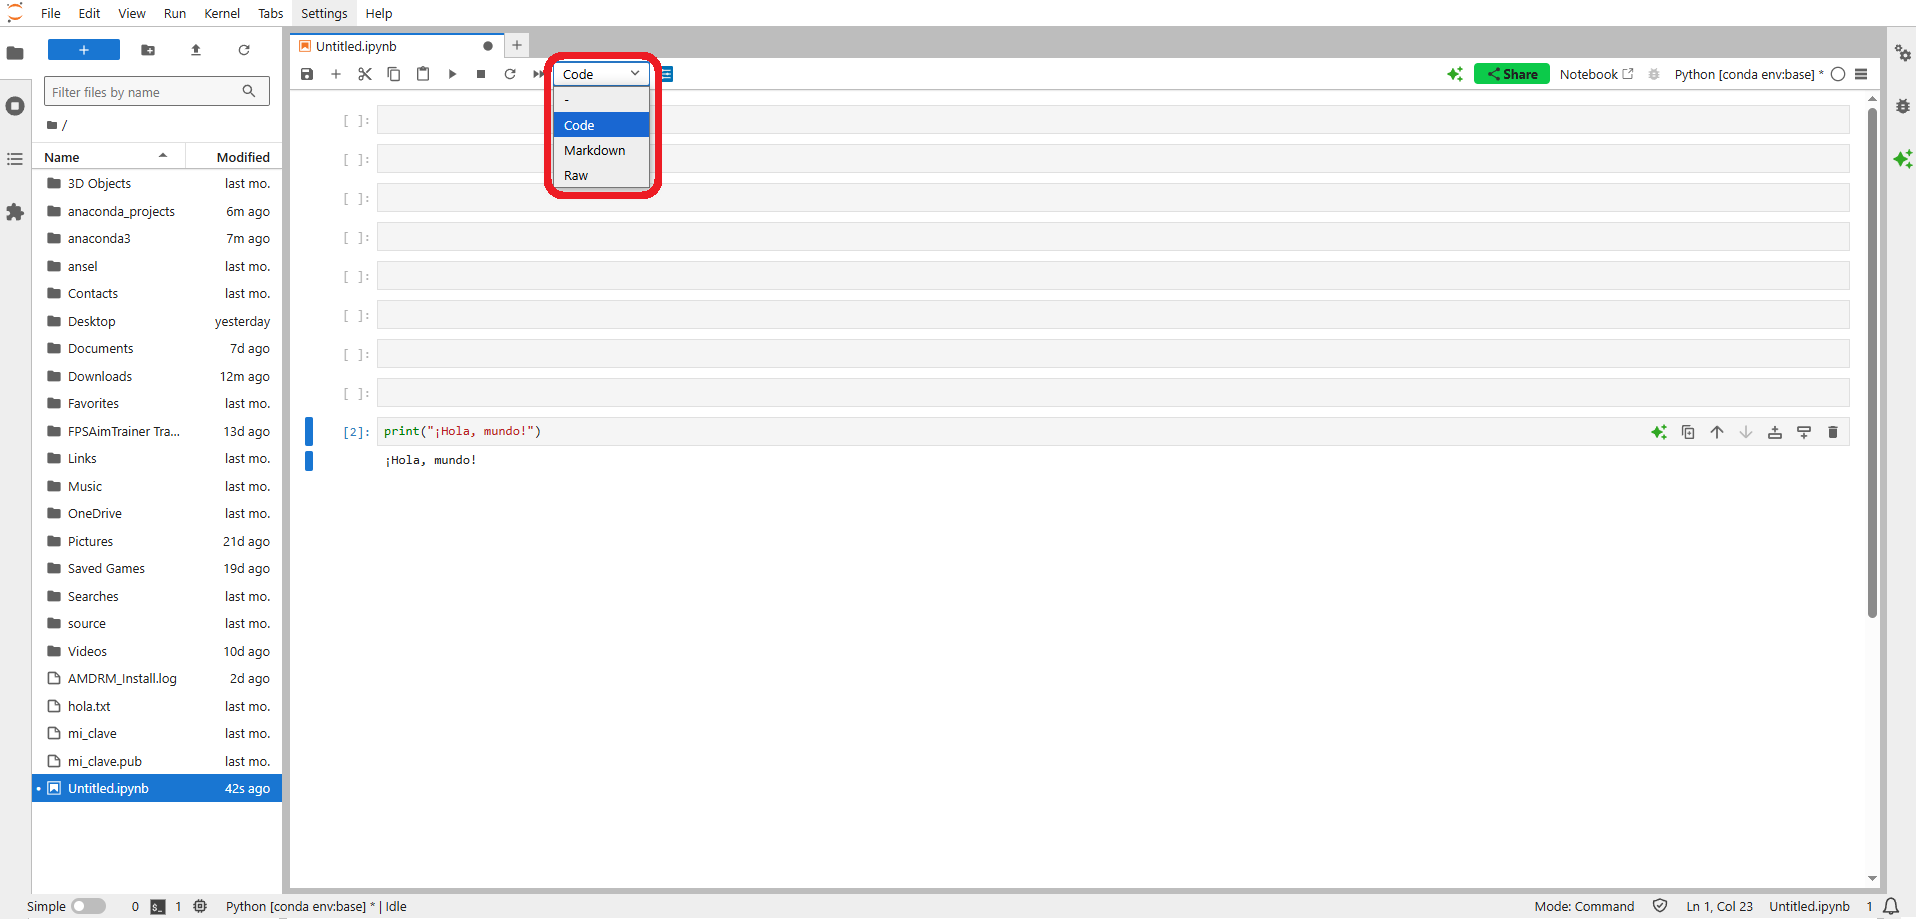 File Edit View Run Kernel Tabs Settings Help
Untitled.ipynb
Code
Share Notebook Python [conda env:base] *
-
Code
Markdown
Raw
Filter files by name
/
Name Modified
3D Objects last mo.
anaconda_projects 6m ago
anaconda3 7m ago
ansel last mo.
Contacts last mo.
Desktop yesterday
Documents 7d ago
Downloads 12m ago
Favorites last mo.
FPSAimTrainer Tra... 13d ago
Links last mo.
Music last mo.
OneDrive last mo.
Pictures 21d ago
Saved Games 19d ago
Searches last mo.
source last mo.
Videos 10d ago
AMDRM_Install.log 2d ago
hola.txt last mo.
mi_clave last mo.
mi_clave.pub last mo.
Untitled.ipynb 42s ago
[ ]:
[ ]:
[ ]:
[ ]:
[ ]:
[ ]:
[ ]:
[ ]:
[2]: print("¡Hola, mundo!")
¡Hola, mundo!
Simple 0 1 Python [conda env:base] * | Idle Mode: Command Ln 1, Col 23 Untitled.ipynb 1